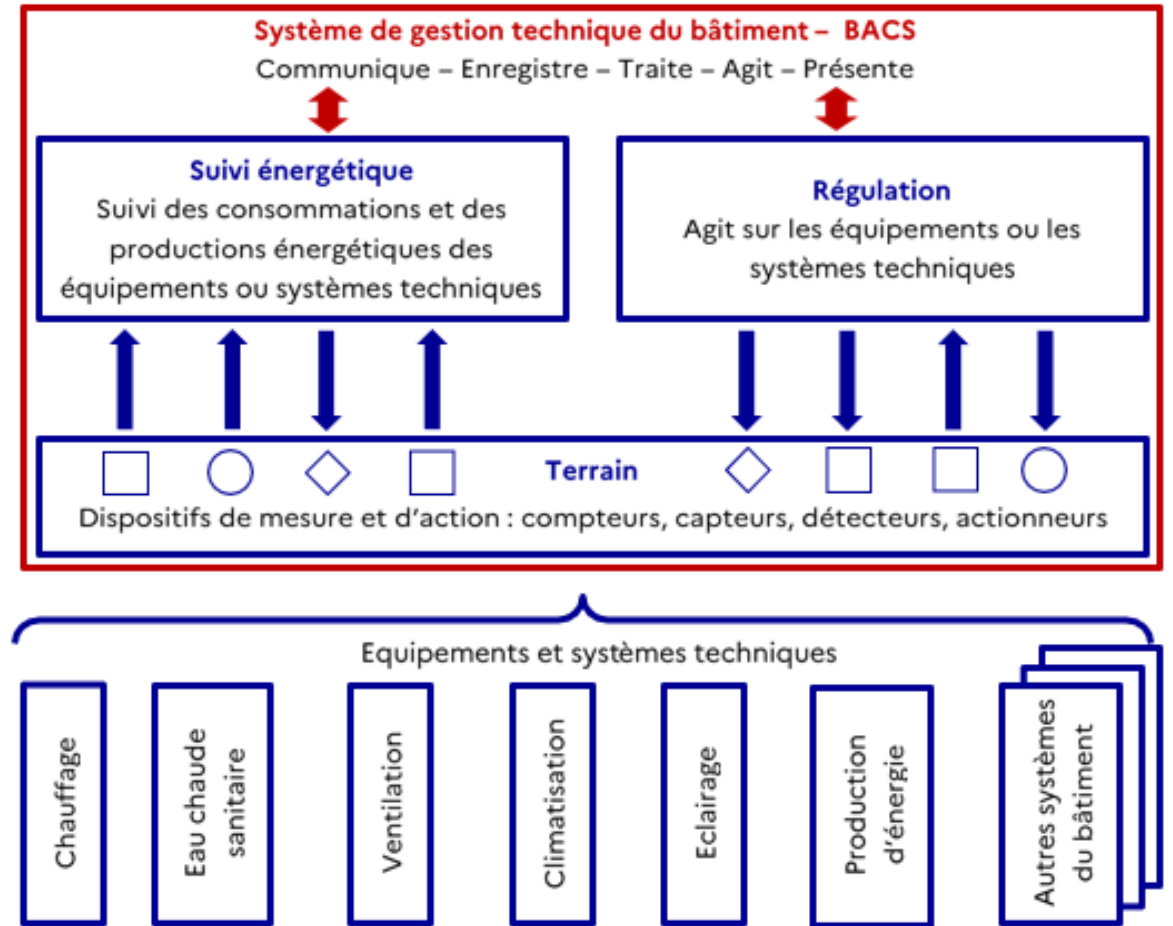 Système de gestion technique du bâtiment – BACS
Communique – Enregistre – Traite – Agit – Présente
Suivi énergétique
Suivi des consommations et des
productions énergétiques des
équipements ou systèmes techniques
Régulation
Agit sur les équipements ou les
systèmes techniques
Terrain
Dispositifs de mesure et d’action : compteurs, capteurs, détecteurs, actionneurs
Equipements et systèmes techniques
Chauffage
Eau chaude
sanitaire
Ventilation
Climatisation
Eclairage
Production
d’énergie
Autres systèmes
du bâtiment